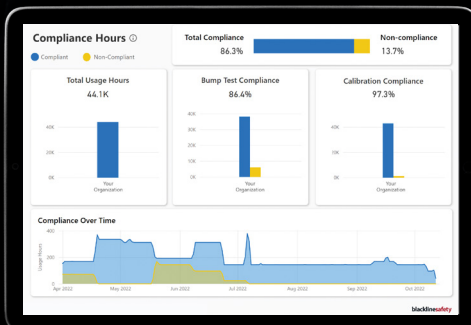 Compliance Hours
Compliant Non-Compliant
Total Compliance
86.3%
Non-compliance
13.7%
Total Usage Hours
44.1K
40K
20K
0K
Your
Organization
Bump Test Compliance
86.4%
40K
30K
20K
10K
0K
Your
Organization
Calibration Compliance
97.3%
40K
20K
0K
Your
Organization
Compliance Over Time
Usage Hours
400
200
0
Apr 2022 May 2022 Jun 2022 Jul 2022 Aug 2022 Sep 2022 Oct 2022
blacklinesafety